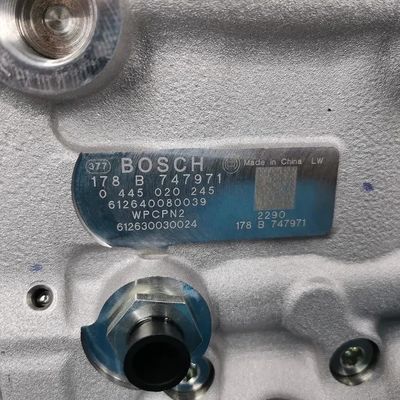 377 BOSCH Made in China LW
178 B 747971
0 445 020 245
612640080039
WPCPN2
612630030024
2290
178 B 747971